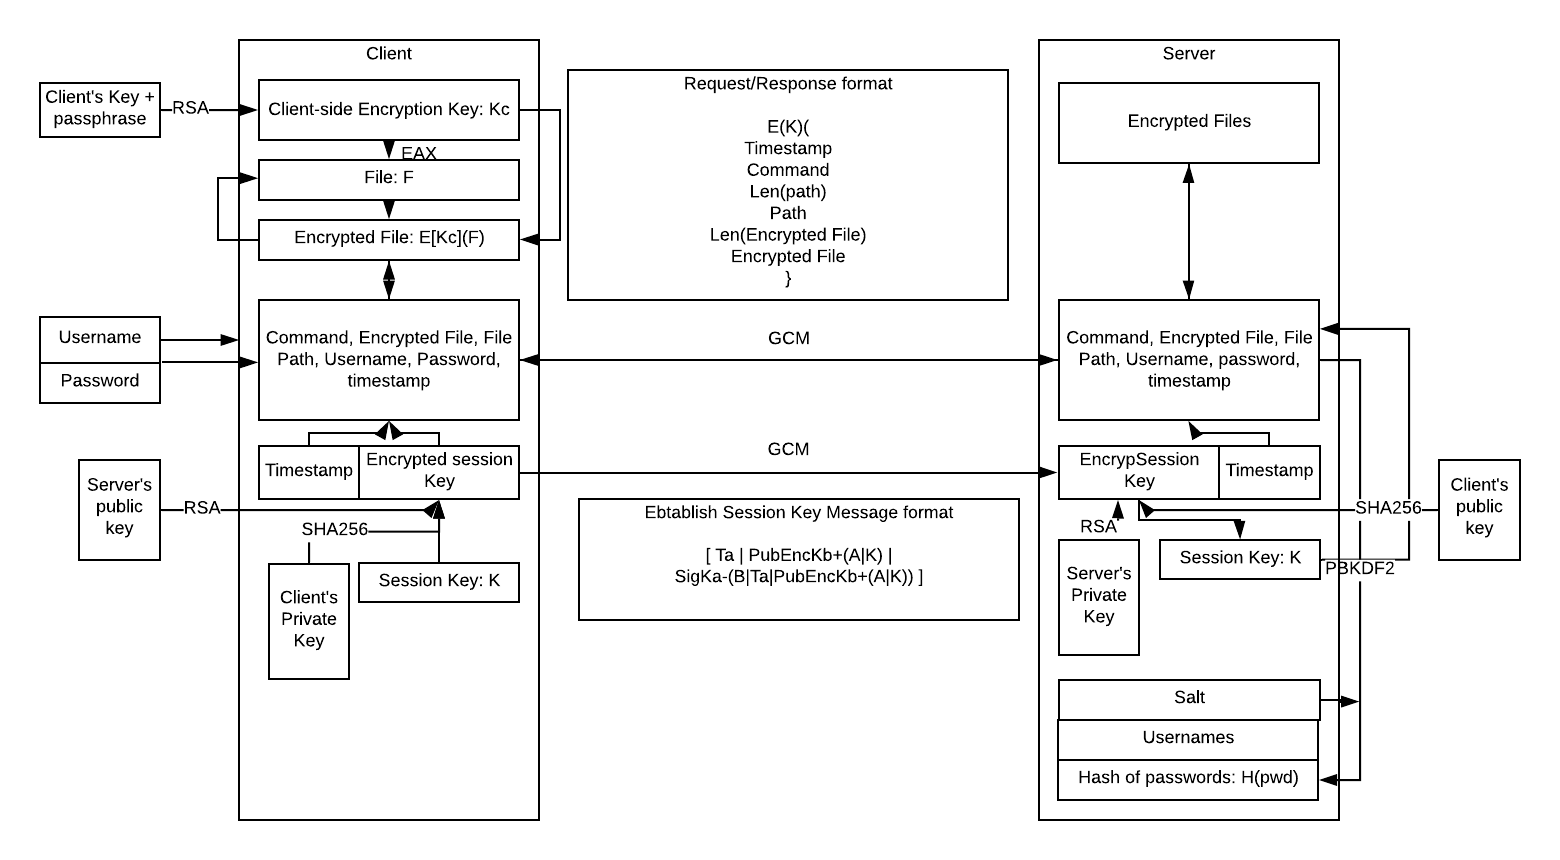 Client
Client's Key +
passphrase
RSA
Client-side Encryption Key: Kc
EAX
File: F
Encrypted File: E[Kc](F)
Username
Password
Command, Encrypted File, File
Path, Username, Password,
timestamp
Timestamp
Encrypted session
Key
Server's
public
key
RSA
SHA256
Client's
Private
Key
Session Key: K
Request/Response format
E(K)(
Timestamp
Command
Len(path)
Path
Len(Encrypted File)
Encrypted File
}
GCM
GCM
Ebtablish Session Key Message format
[ Ta | PubEncKb+(A|K) |
SigKa-(B|Ta|PubEncKb+(A|K)) ]
Server
Encrypted Files
Command, Encrypted File, File
Path, Username, password,
timestamp
EncrypSession
Key
Timestamp
RSA
Server's
Private
Key
Session Key: K
SHA256
Client's
public
key
PBKDF2
Salt
Usernames
Hash of passwords: H(pwd)